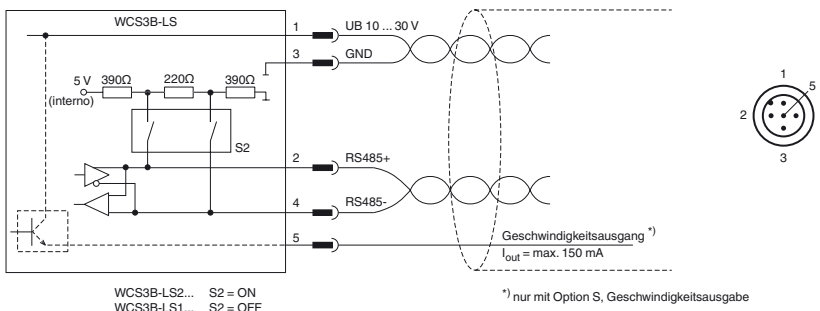 WCS3B-LS
1 UB 10 ... 30 V
3 GND
5 V 390Ω 220Ω 390Ω
(interno)
S2
2 RS485+
4 RS485-
5
Geschwindigkeitsausgang *)
Iout = max. 150 mA
1
5
2
3
WCS3B-LS2... S2 = ON
WCS3B-LS1... S2 = OFF
*) nur mit Option S, Geschwindigkeitsausgabe